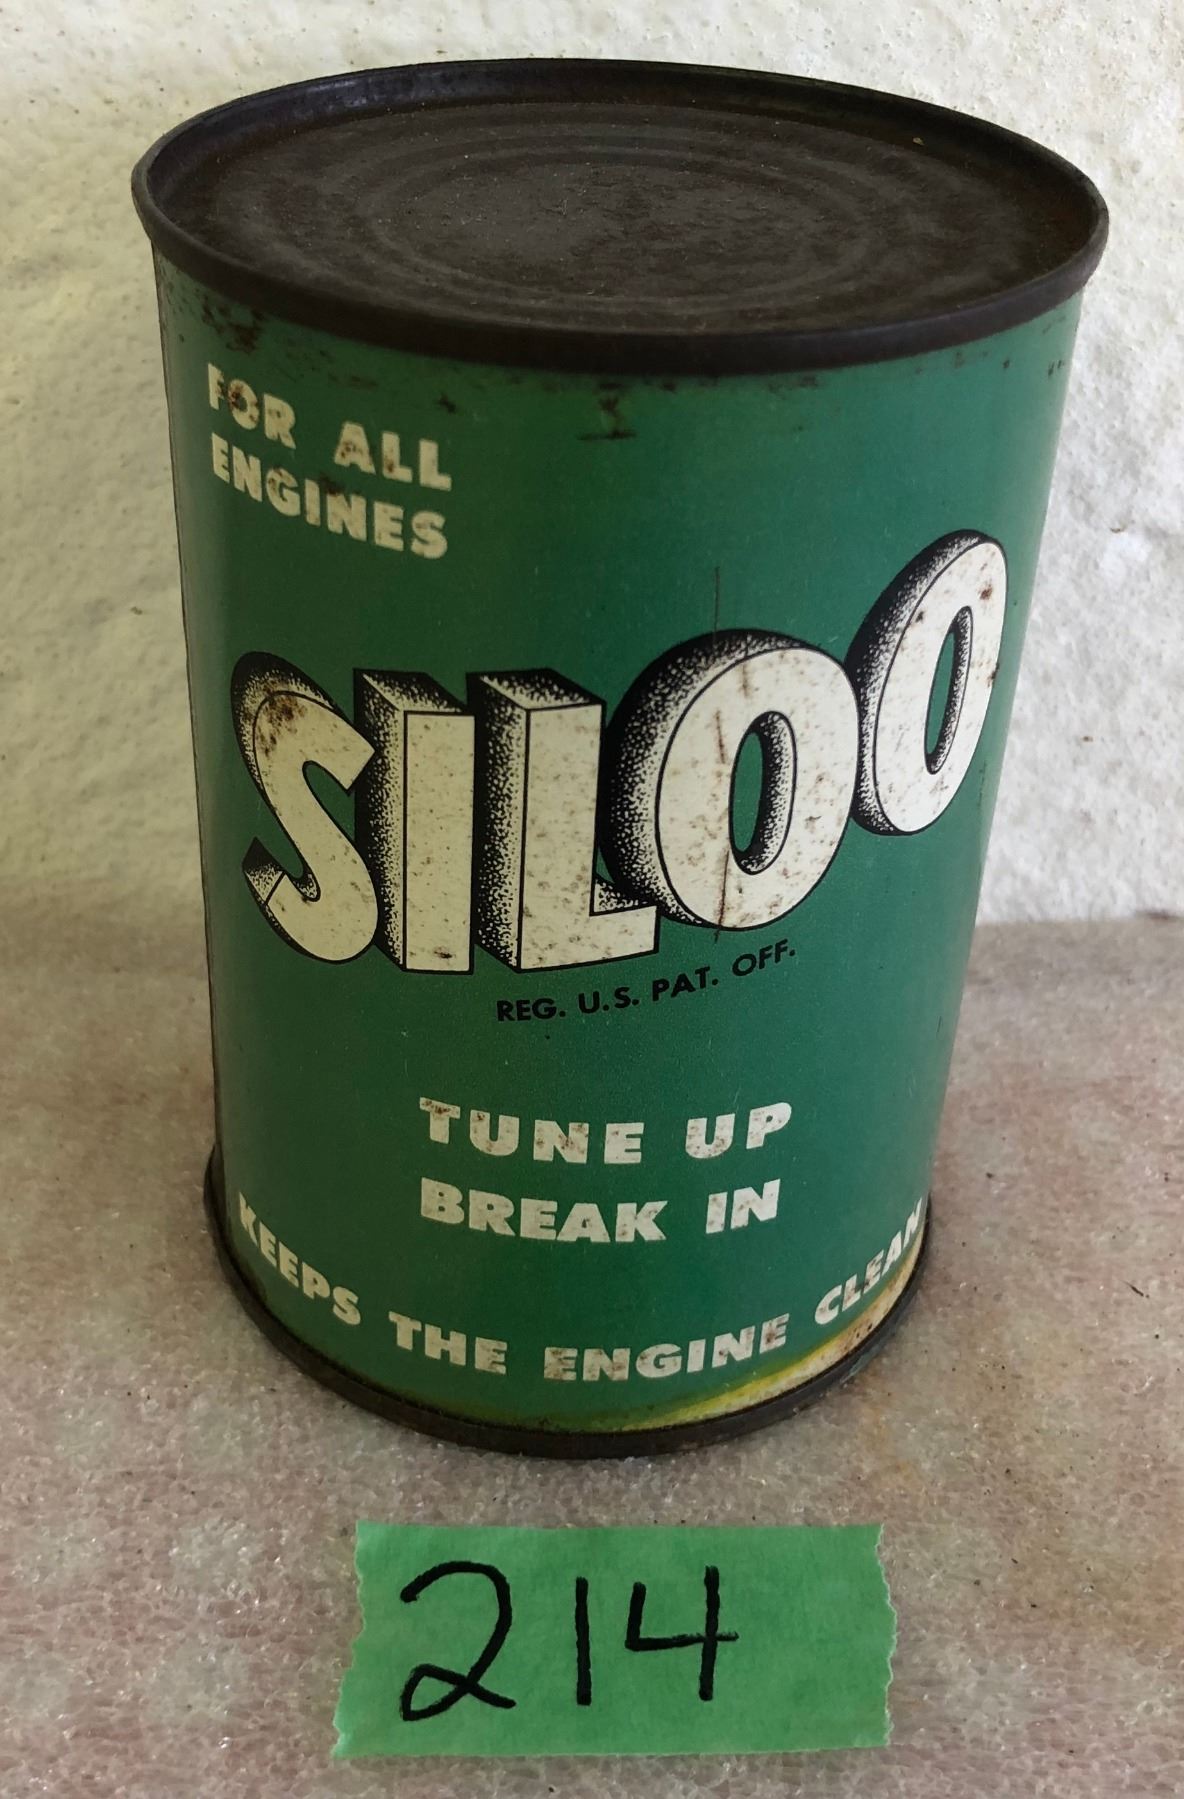 FOR ALL
ENGINES
SILOO
REG. U.S. PAT. OFF.
TUNE UP
BREAK IN
KEEPS THE ENGINE CLEAN
214